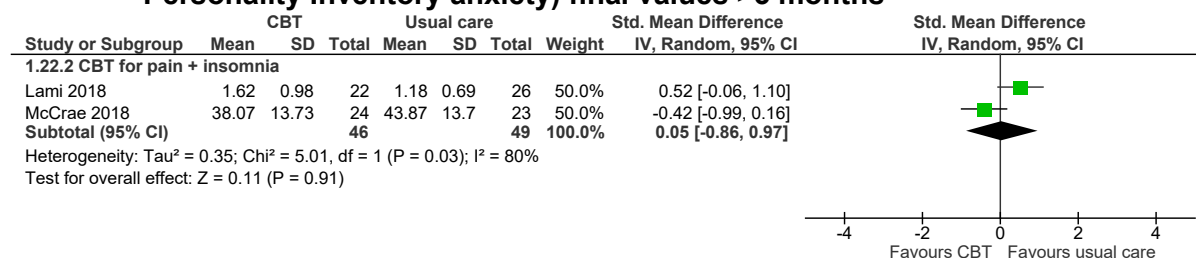 Personality inventory anxiety) final values > 3 months
CBT Usual care Std. Mean Difference Std. Mean Difference
Study or Subgroup Mean SD Total Mean SD Total Weight IV, Random, 95% CI IV, Random, 95% CI
1.22.2 CBT for pain + insomnia
Lami 2018 1.62 0.98 22 1.18 0.69 26 50.0% 0.52 [-0.06, 1.10]
McCrae 2018 38.07 13.73 24 43.87 13.7 23 50.0% -0.42 [-0.99, 0.16]
Subtotal (95% CI) 46 49 100.0% 0.05 [-0.86, 0.97]
Heterogeneity: Tau² = 0.35; Chi² = 5.01, df = 1 (P = 0.03); I² = 80%
Test for overall effect: Z = 0.11 (P = 0.91)
-4 -2 0 2 4
Favours CBT Favours usual care